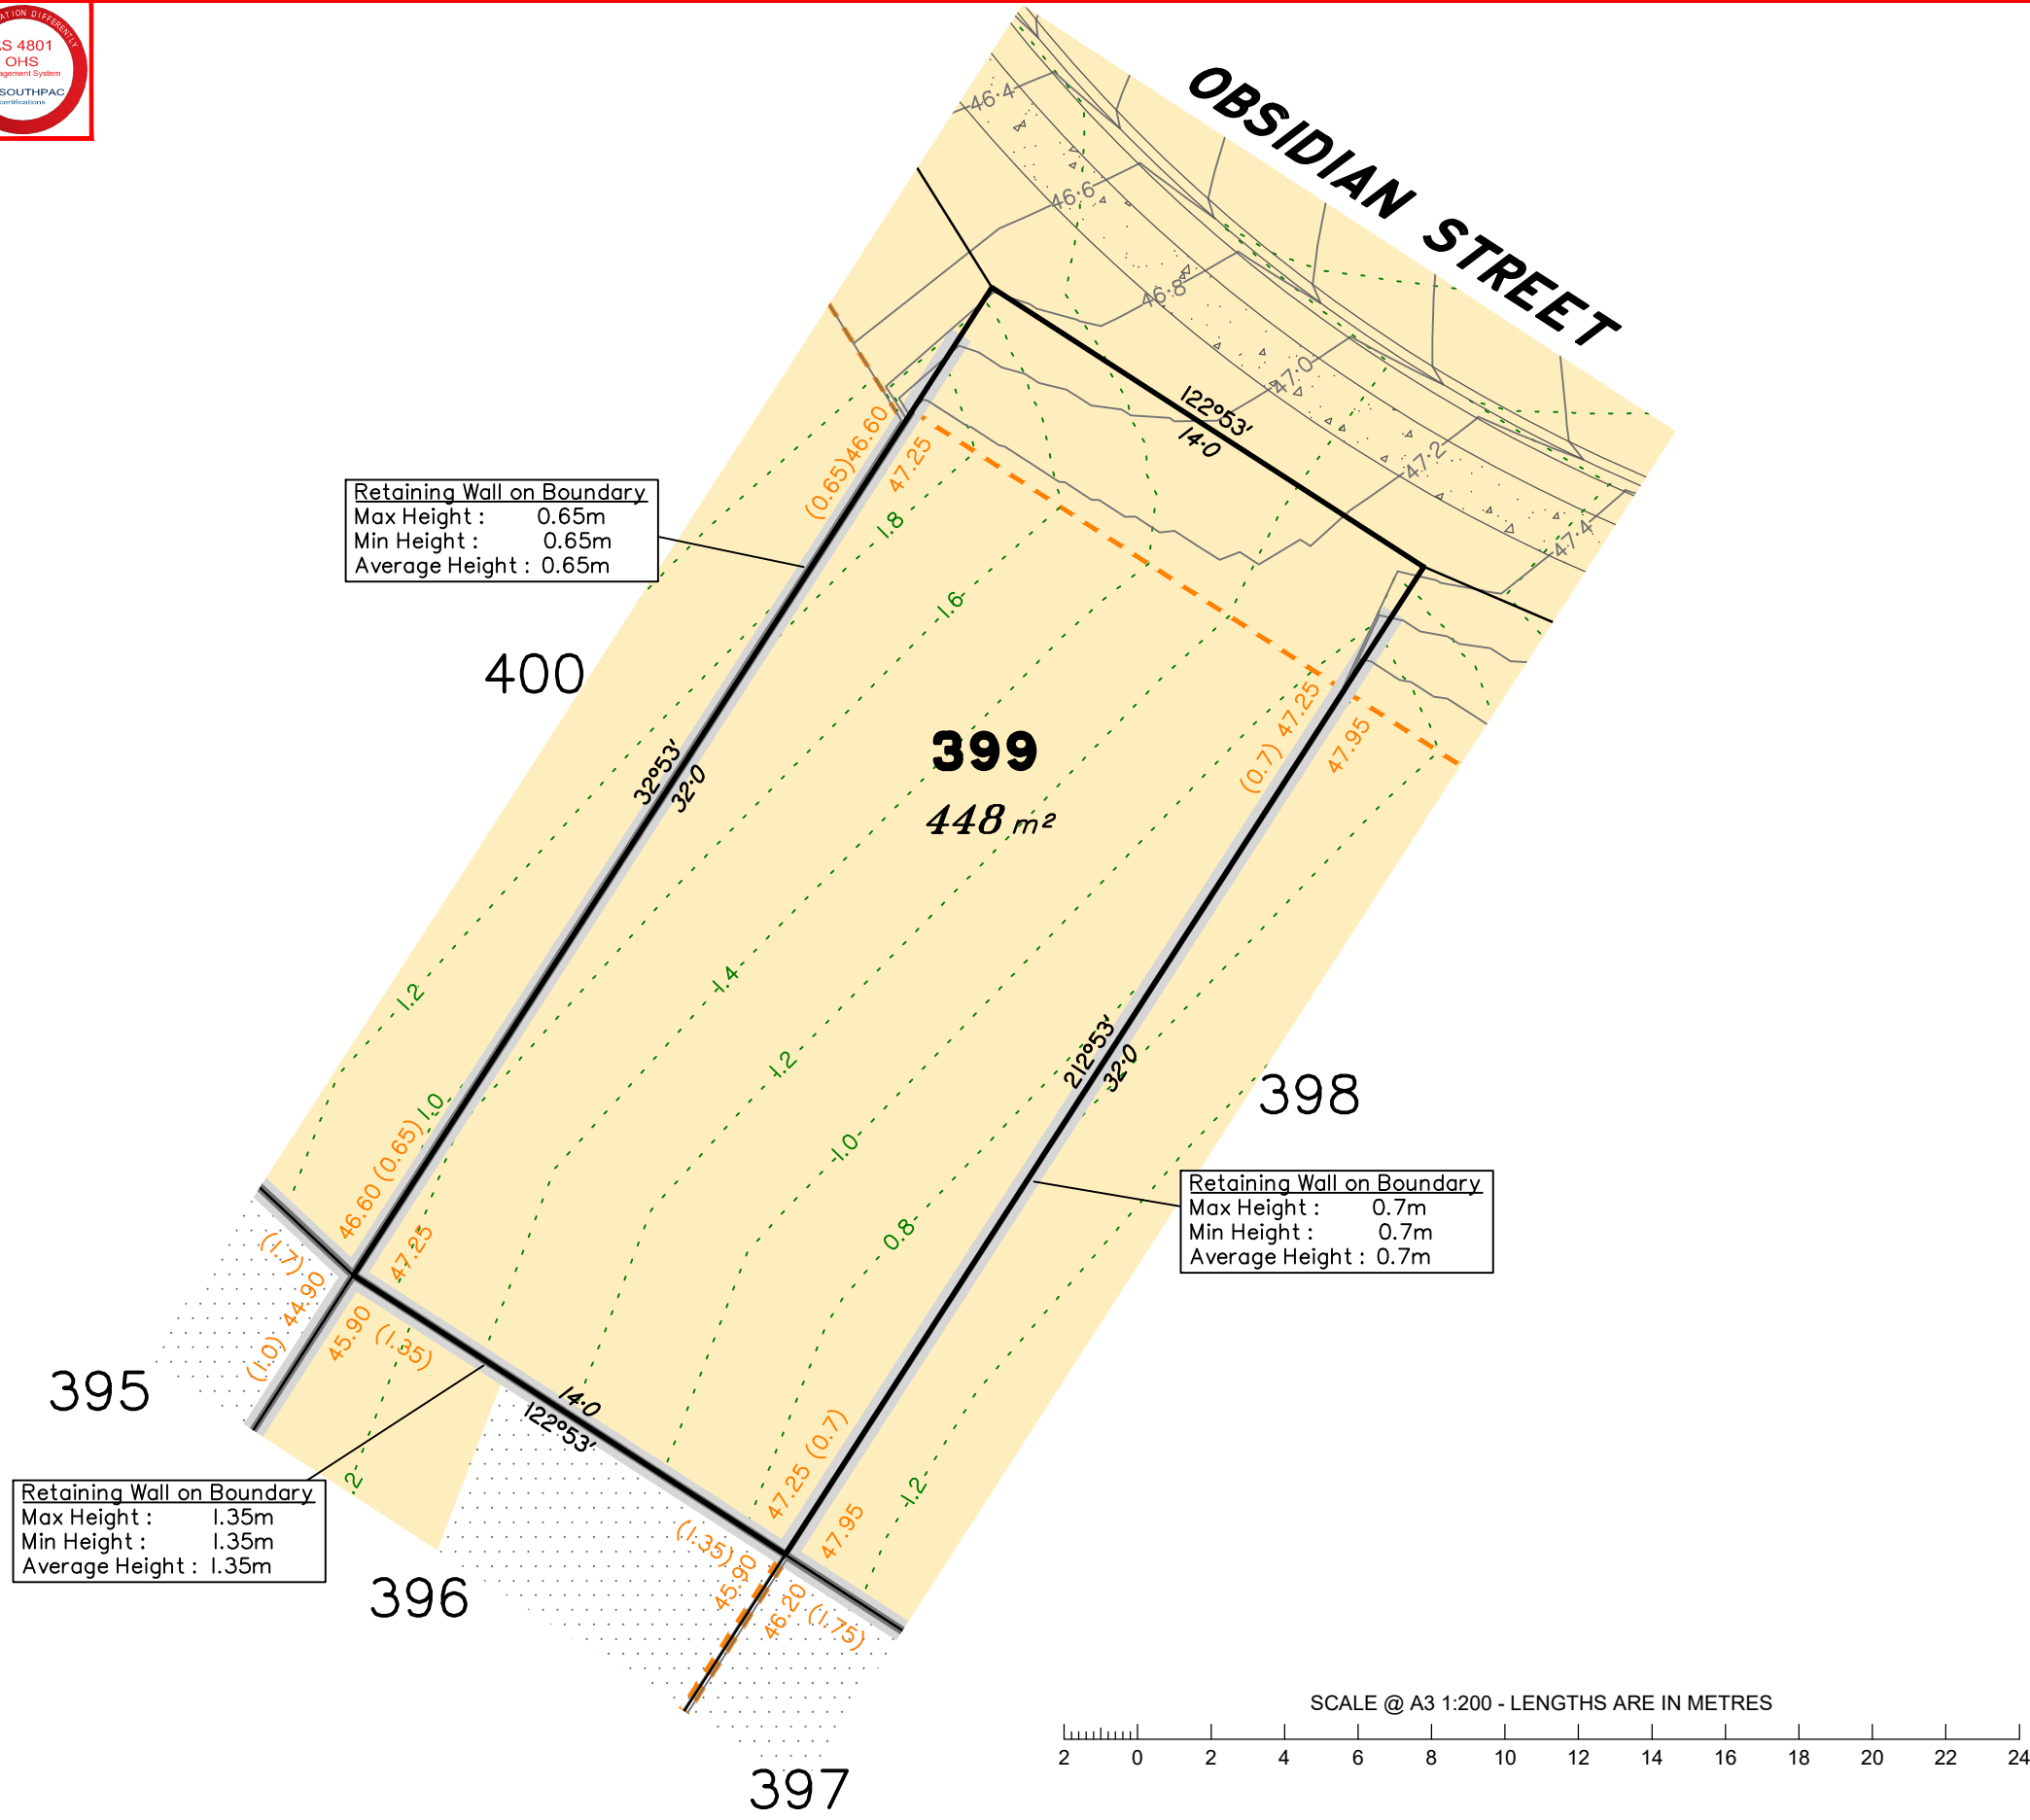 ATION DIFFERENTLY
AS 4801
OHS
agement System
SOUTHPAC
certifications
OBSIDIAN STREET
46·4
46·6
46·8
47·0
47·2
47·4
122°53'
14·0
(0.65) 46.60
47.25
Retaining Wall on Boundary
Max Height : 0.65m
Min Height : 0.65m
Average Height : 0.65m
1.8
1.6
400
399
448 m²
32°53'
32·0
(0.7) 47.25
47.95
1.2
1.4
1.2
1.0
1.0
0.8
212°53'
32·0
398
Retaining Wall on Boundary
Max Height : 0.7m
Min Height : 0.7m
Average Height : 0.7m
46.60 (0.65)
47.25
(1.7)
44.90
(1.0)
45.90
(1.35)
395
14·0
122°53'
47.25 (0.7)
47.95
1.2
.2
Retaining Wall on Boundary
Max Height : 1.35m
Min Height : 1.35m
Average Height : 1.35m
396
(1.35)
45.90
46.20
(1.75)
397
SCALE @ A3 1:200 - LENGTHS ARE IN METRES
2 0 2 4 6 8 10 12 14 16 18 20 22 24